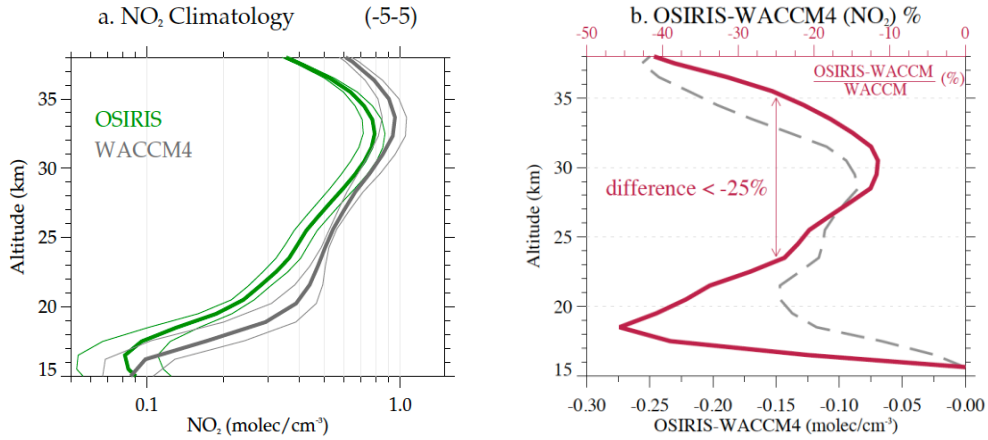 a. NO₂ Climatology (-5-5)
OSIRIS
WACCM4
Altitude (km)
35
30
25
20
15
0.1 1.0
NO₂ (molec/cm⁻³)
b. OSIRIS-WACCM4 (NO₂) %
-50 -40 -30 -20 -10 0
OSIRIS-WACCM
WACCM
(%)
difference < -25%
Altitude (km)
35
30
25
20
15
-0.30 -0.25 -0.20 -0.15 -0.10 -0.05 -0.00
OSIRIS-WACCM4 (molec/cm⁻³)